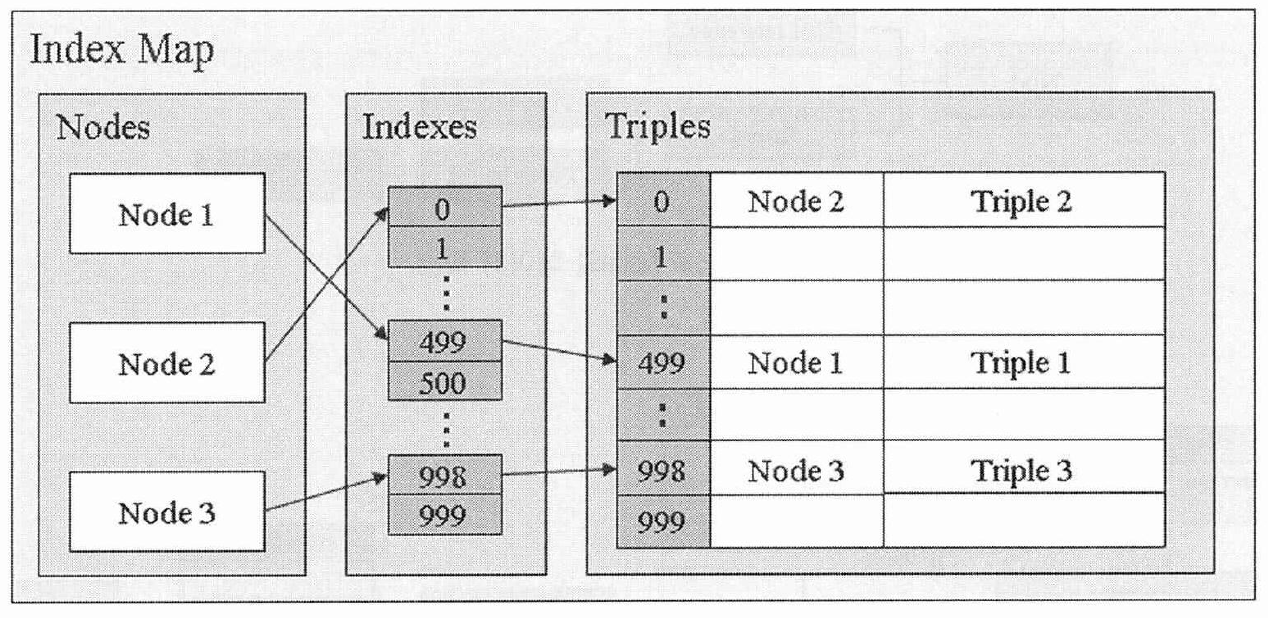 Index Map
Nodes
Node 1
Node 2
Node 3
Indexes
0
1
⋮
499
500
⋮
998
999
Triples
0 Node 2 Triple 2
1
⋮
499 Node 1 Triple 1
⋮
998 Node 3 Triple 3
999